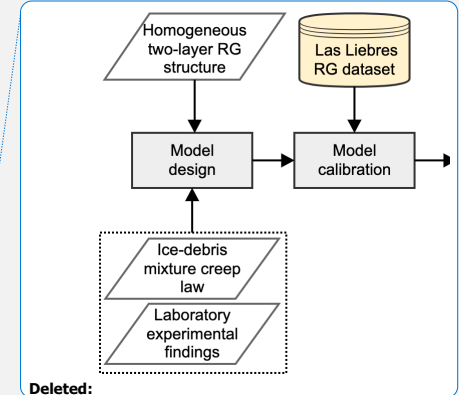 Homogeneous
two-layer RG
structure
Las Liebres
RG dataset
Model
design
Model
calibration
Ice-debris
mixture creep
law
Laboratory
experimental
findings
Deleted: